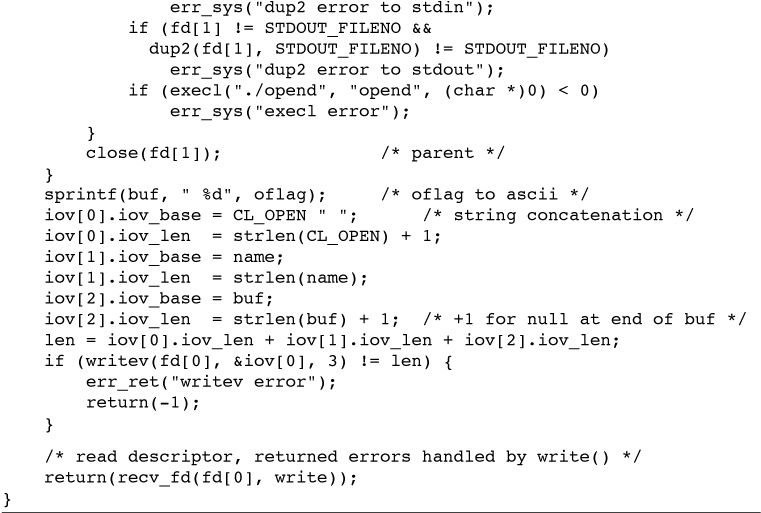 err_sys("dup2 error to stdin");
            if (fd[1] != STDOUT_FILENO &&
              dup2(fd[1], STDOUT_FILENO) != STDOUT_FILENO)
                err_sys("dup2 error to stdout");
            if (execl("./opend", "opend", (char *)0) < 0)
                err_sys("execl error");
        }
        close(fd[1]);               /* parent */
    }
    sprintf(buf, " %d", oflag);     /* oflag to ascii */
    iov[0].iov_base = CL_OPEN " ";      /* string concatenation */
    iov[0].iov_len  = strlen(CL_OPEN) + 1;
    iov[1].iov_base = name;
    iov[1].iov_len  = strlen(name);
    iov[2].iov_base = buf;
    iov[2].iov_len  = strlen(buf) + 1;  /* +1 for null at end of buf */
    len = iov[0].iov_len + iov[1].iov_len + iov[2].iov_len;
    if (writev(fd[0], &iov[0], 3) != len) {
        err_ret("writev error");
        return(-1);
    }
    /* read descriptor, returned errors handled by write() */
    return(recv_fd(fd[0], write));
}